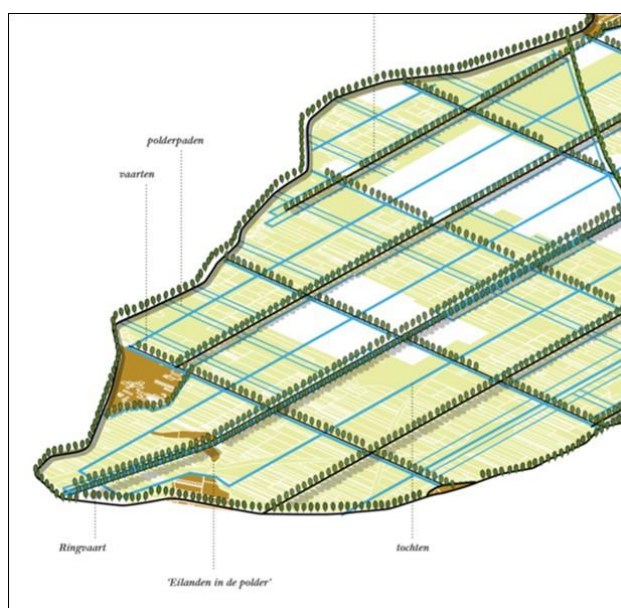 polderpaden
vaarten
Ringvaart
tochten
'Eilanden in de polder'